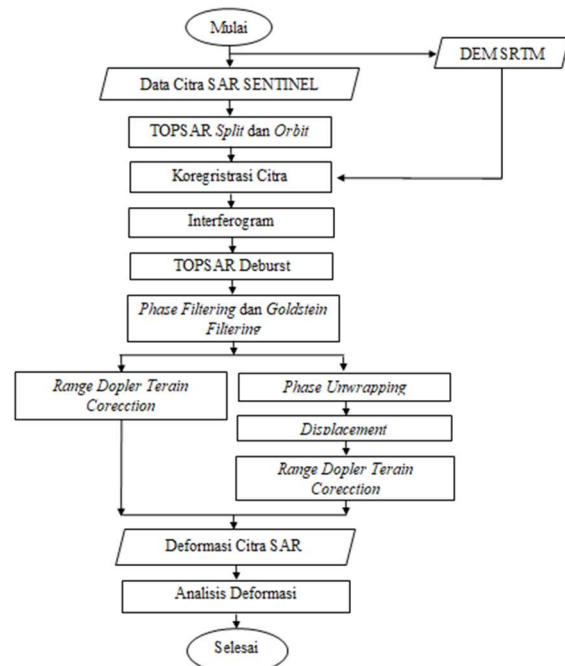 Mulai
DEM SRTM
Data Citra SAR SENTINEL
TOPSAR Split dan Orbit
Koregristrasi Citra
Interferogram
TOPSAR Deburst
Phase Filtering dan Goldstein
Filtering
Range Dopler Terain
Corecction
Phase Unwrapping
Displacement
Range Dopler Terain
Corecction
Deformasi Citra SAR
Analisis Deformasi
Selesai